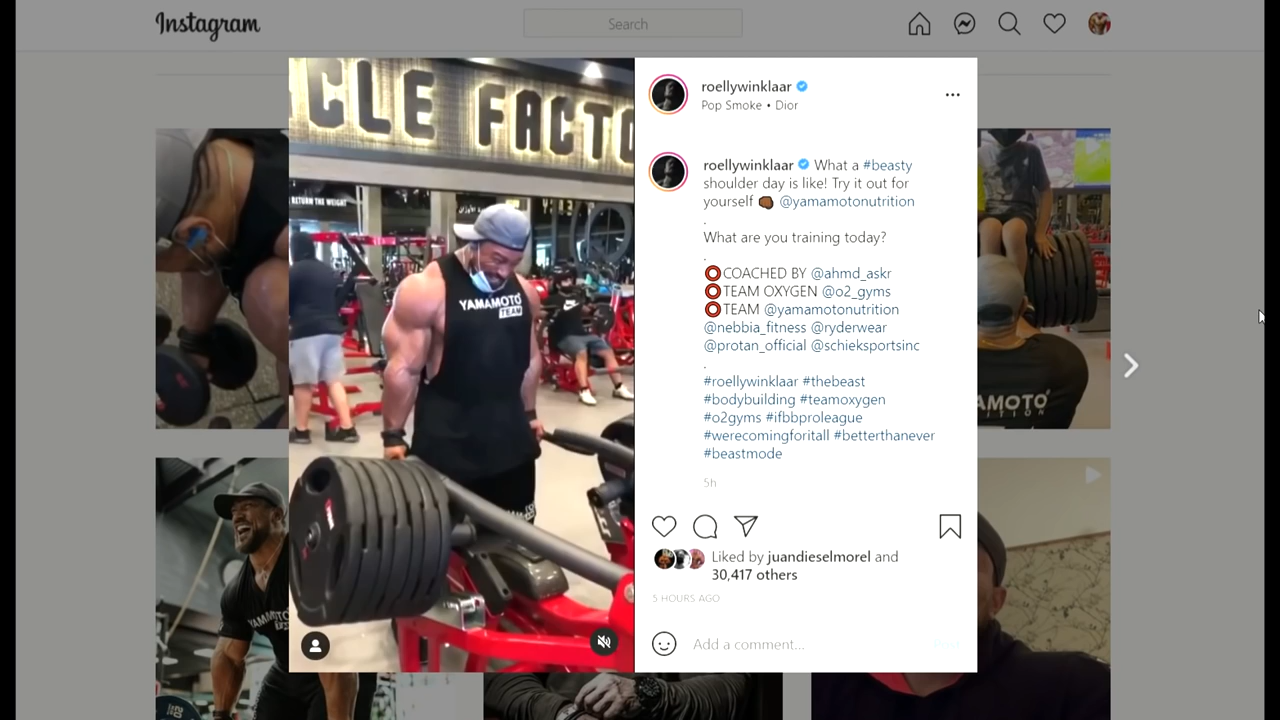 Instagram
Search
CLE FACTO
RETURN THE WEIGHT
YAMAMOTO
TEAM
roellywinklaar
Pop Smoke • Dior
roellywinklaar What a #beasty
shoulder day is like! Try it out for
yourself @yamamotonutrition
.
What are you training today?
.
COACHED BY @ahmd_askr
TEAM OXYGEN @o2_gyms
TEAM @yamamotonutrition
@nebbia_fitness @ryderwear
@protan_official @schieksportsinc
.
#roellywinklaar #thebeast
#bodybuilding #teamoxygen
#o2gyms #ifbbproleague
#werecomingforitall #betterthanever
#beastmode
5h
Liked by juandieselmorel and
30,417 others
5 HOURS AGO
Add a comment...
Post
AMOTO